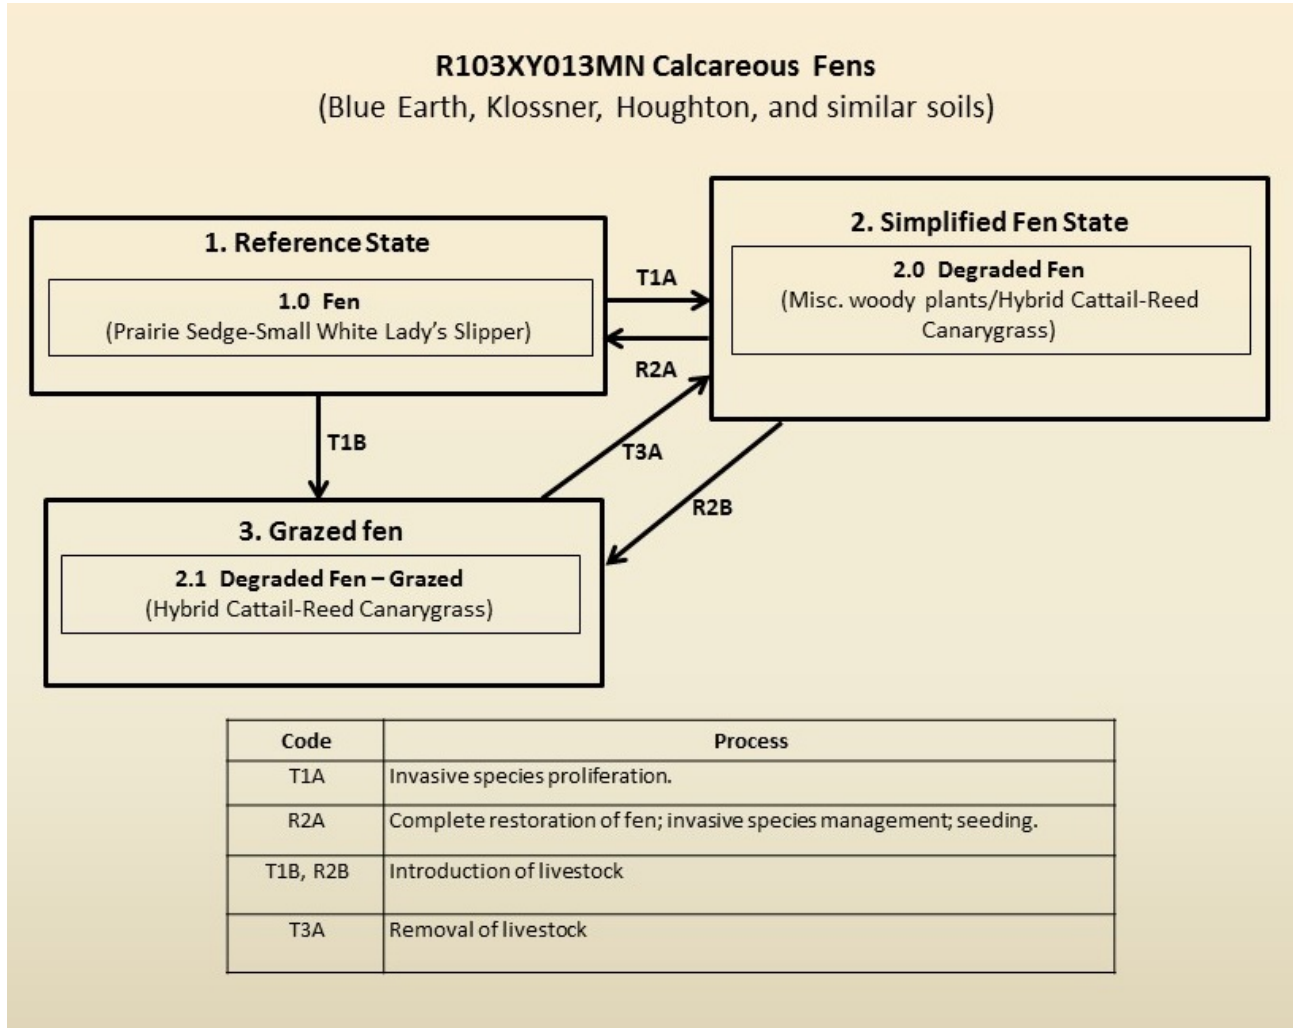 R103XY013MN Calcareous Fens
(Blue Earth, Klossner, Houghton, and similar soils)
1. Reference State
1.0 Fen
(Prairie Sedge-Small White Lady's Slipper)
T1A
R2A
2. Simplified Fen State
2.0 Degraded Fen
(Misc. woody plants/Hybrid Cattail-Reed
Canarygrass)
T1B
T3A
R2B
3. Grazed fen
2.1 Degraded Fen – Grazed
(Hybrid Cattail-Reed Canarygrass)
Code Process
T1A Invasive species proliferation.
R2A Complete restoration of fen; invasive species management; seeding.
T1B, R2B Introduction of livestock
T3A Removal of livestock